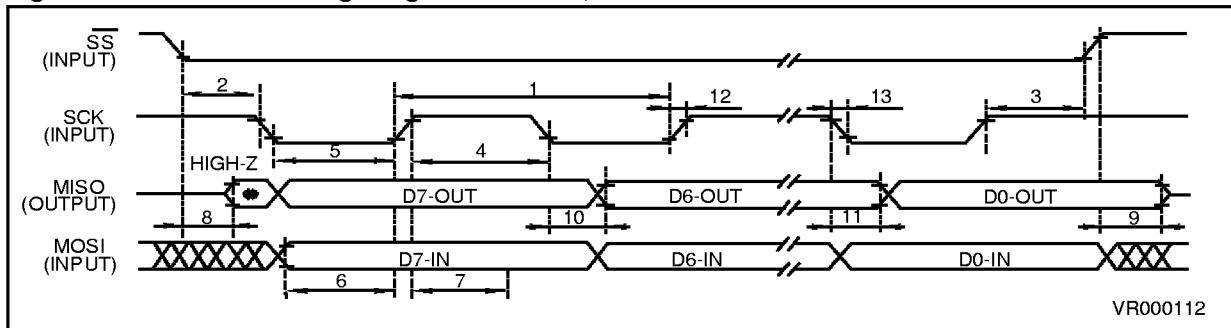 SS
(INPUT)
2
1
12
13
3
SCK
(INPUT)
5
4
HIGH-Z
MISO
(OUTPUT)
D7-OUT
D6-OUT
D0-OUT
8
10
11
9
MOSI
(INPUT)
D7-IN
D6-IN
D0-IN
6
7
VR000112